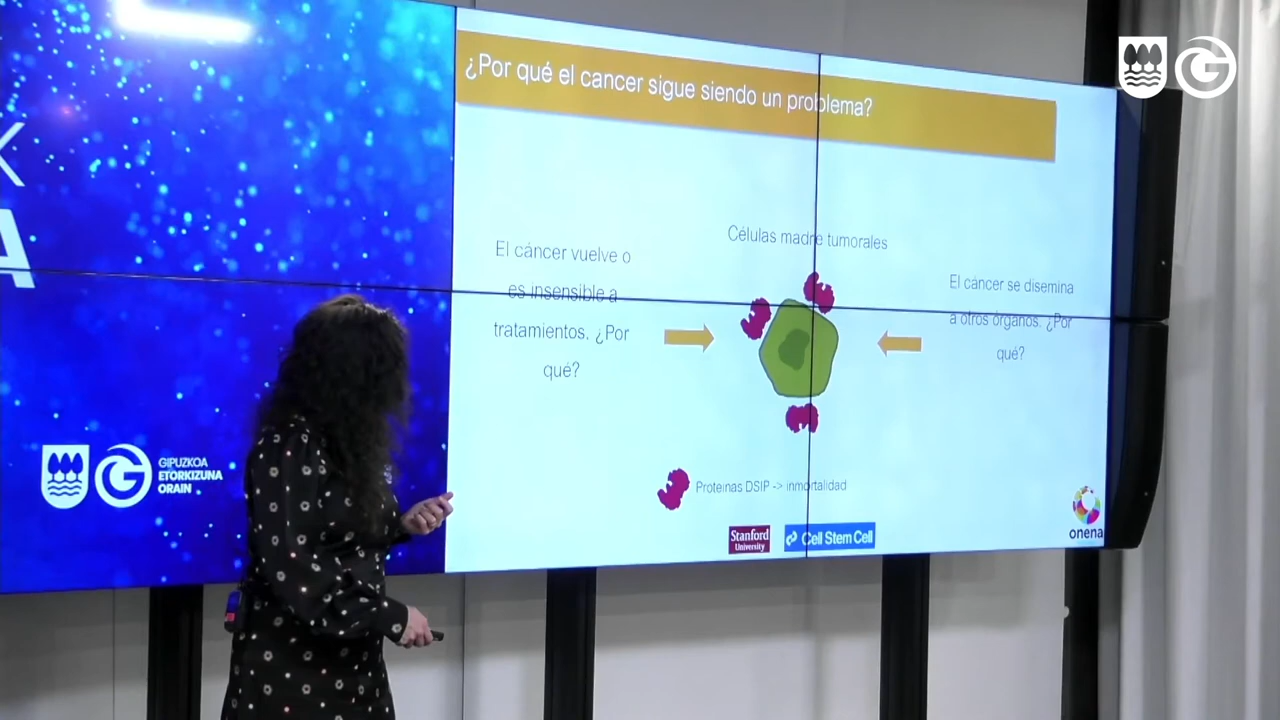 K
A
GIPUZKOA
ETORKIZUNA
ORAIN
¿Por qué el cancer sigue siendo un problema?
Células madre tumorales
El cáncer vuelve o
es insensible a
tratamientos. ¿Por
qué?
El cáncer se disemina
a otros órganos. ¿Por
qué?
Proteinas DSIP -> inmortalidad
Stanford
University
Cell Stem Cell
onena